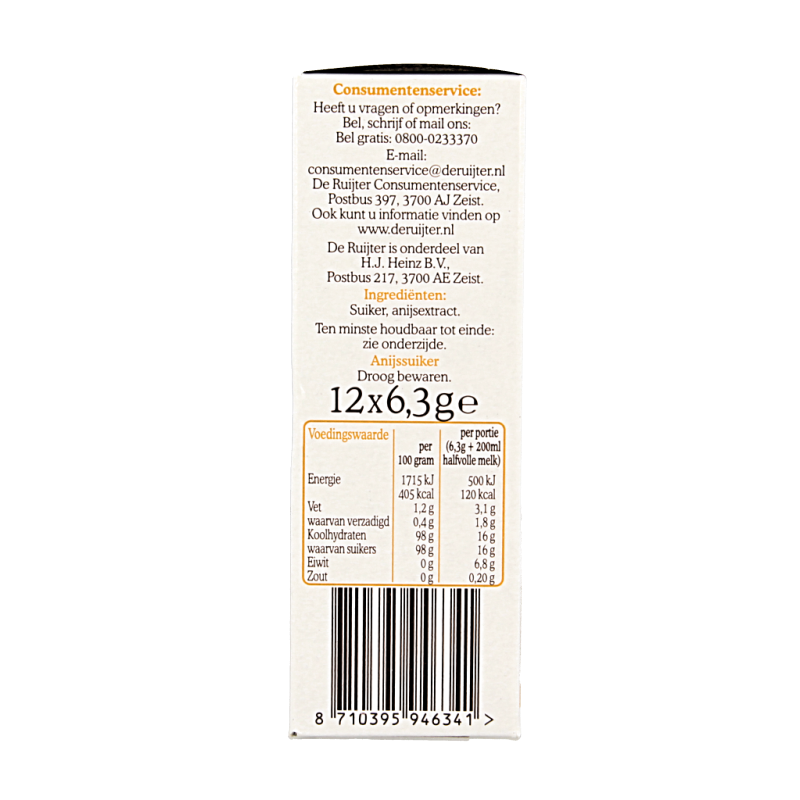 Consumentenservice:
Heeft u vragen of opmerkingen?
Bel, schrijf of mail ons:
Bel gratis: 0800-0233370
E-mail:
consumentenservice@deruijter.nl
De Ruijter Consumentenservice,
Postbus 397, 3700 AJ Zeist.
Ook kunt u informatie vinden op
www.deruijter.nl
De Ruijter is onderdeel van
H.J. Heinz B.V.,
Postbus 217, 3700 AE Zeist.
Ingrediënten:
Suiker, anijsextract.
Ten minste houdbaar tot einde:
zie onderzijde.
Anijssuiker
Droog bewaren.
12x6,3g℮
Voedingswaarde per 100 gram per portie (6,3g + 200ml halfvolle melk)
Energie 1715 kJ 500 kJ
405 kcal 120 kcal
Vet 1,2 g 3,1 g
waarvan verzadigd 0,4 g 1,8 g
Koolhydraten 98 g 16 g
waarvan suikers 98 g 16 g
Eiwit 0 g 6,8 g
Zout 0 g 0,20 g
8 710395 946341 >